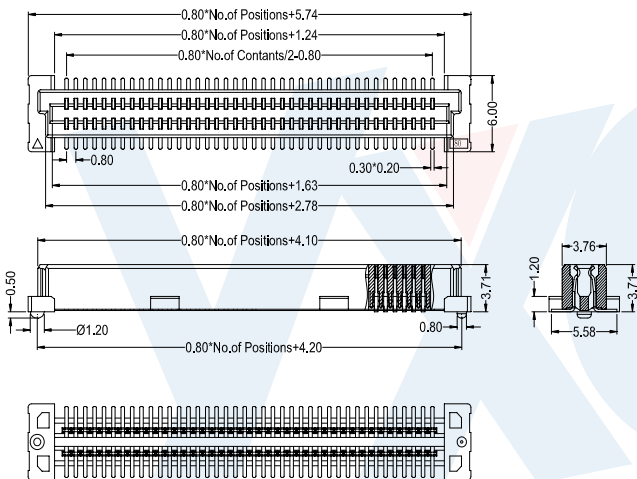 0.80*No.of Positions+5.74
0.80*No.of Positions+1.24
0.80*No.of Contants/2-0.80
6.00
0.80
0.30*0.20
0.80*No.of Positions+1.63
0.80*No.of Positions+2.78
0.80*No.of Positions+4.10
3.76
0.50
3.71
1.20
3.71
Ø1.20
0.80
5.58
0.80*No.of Positions+4.20